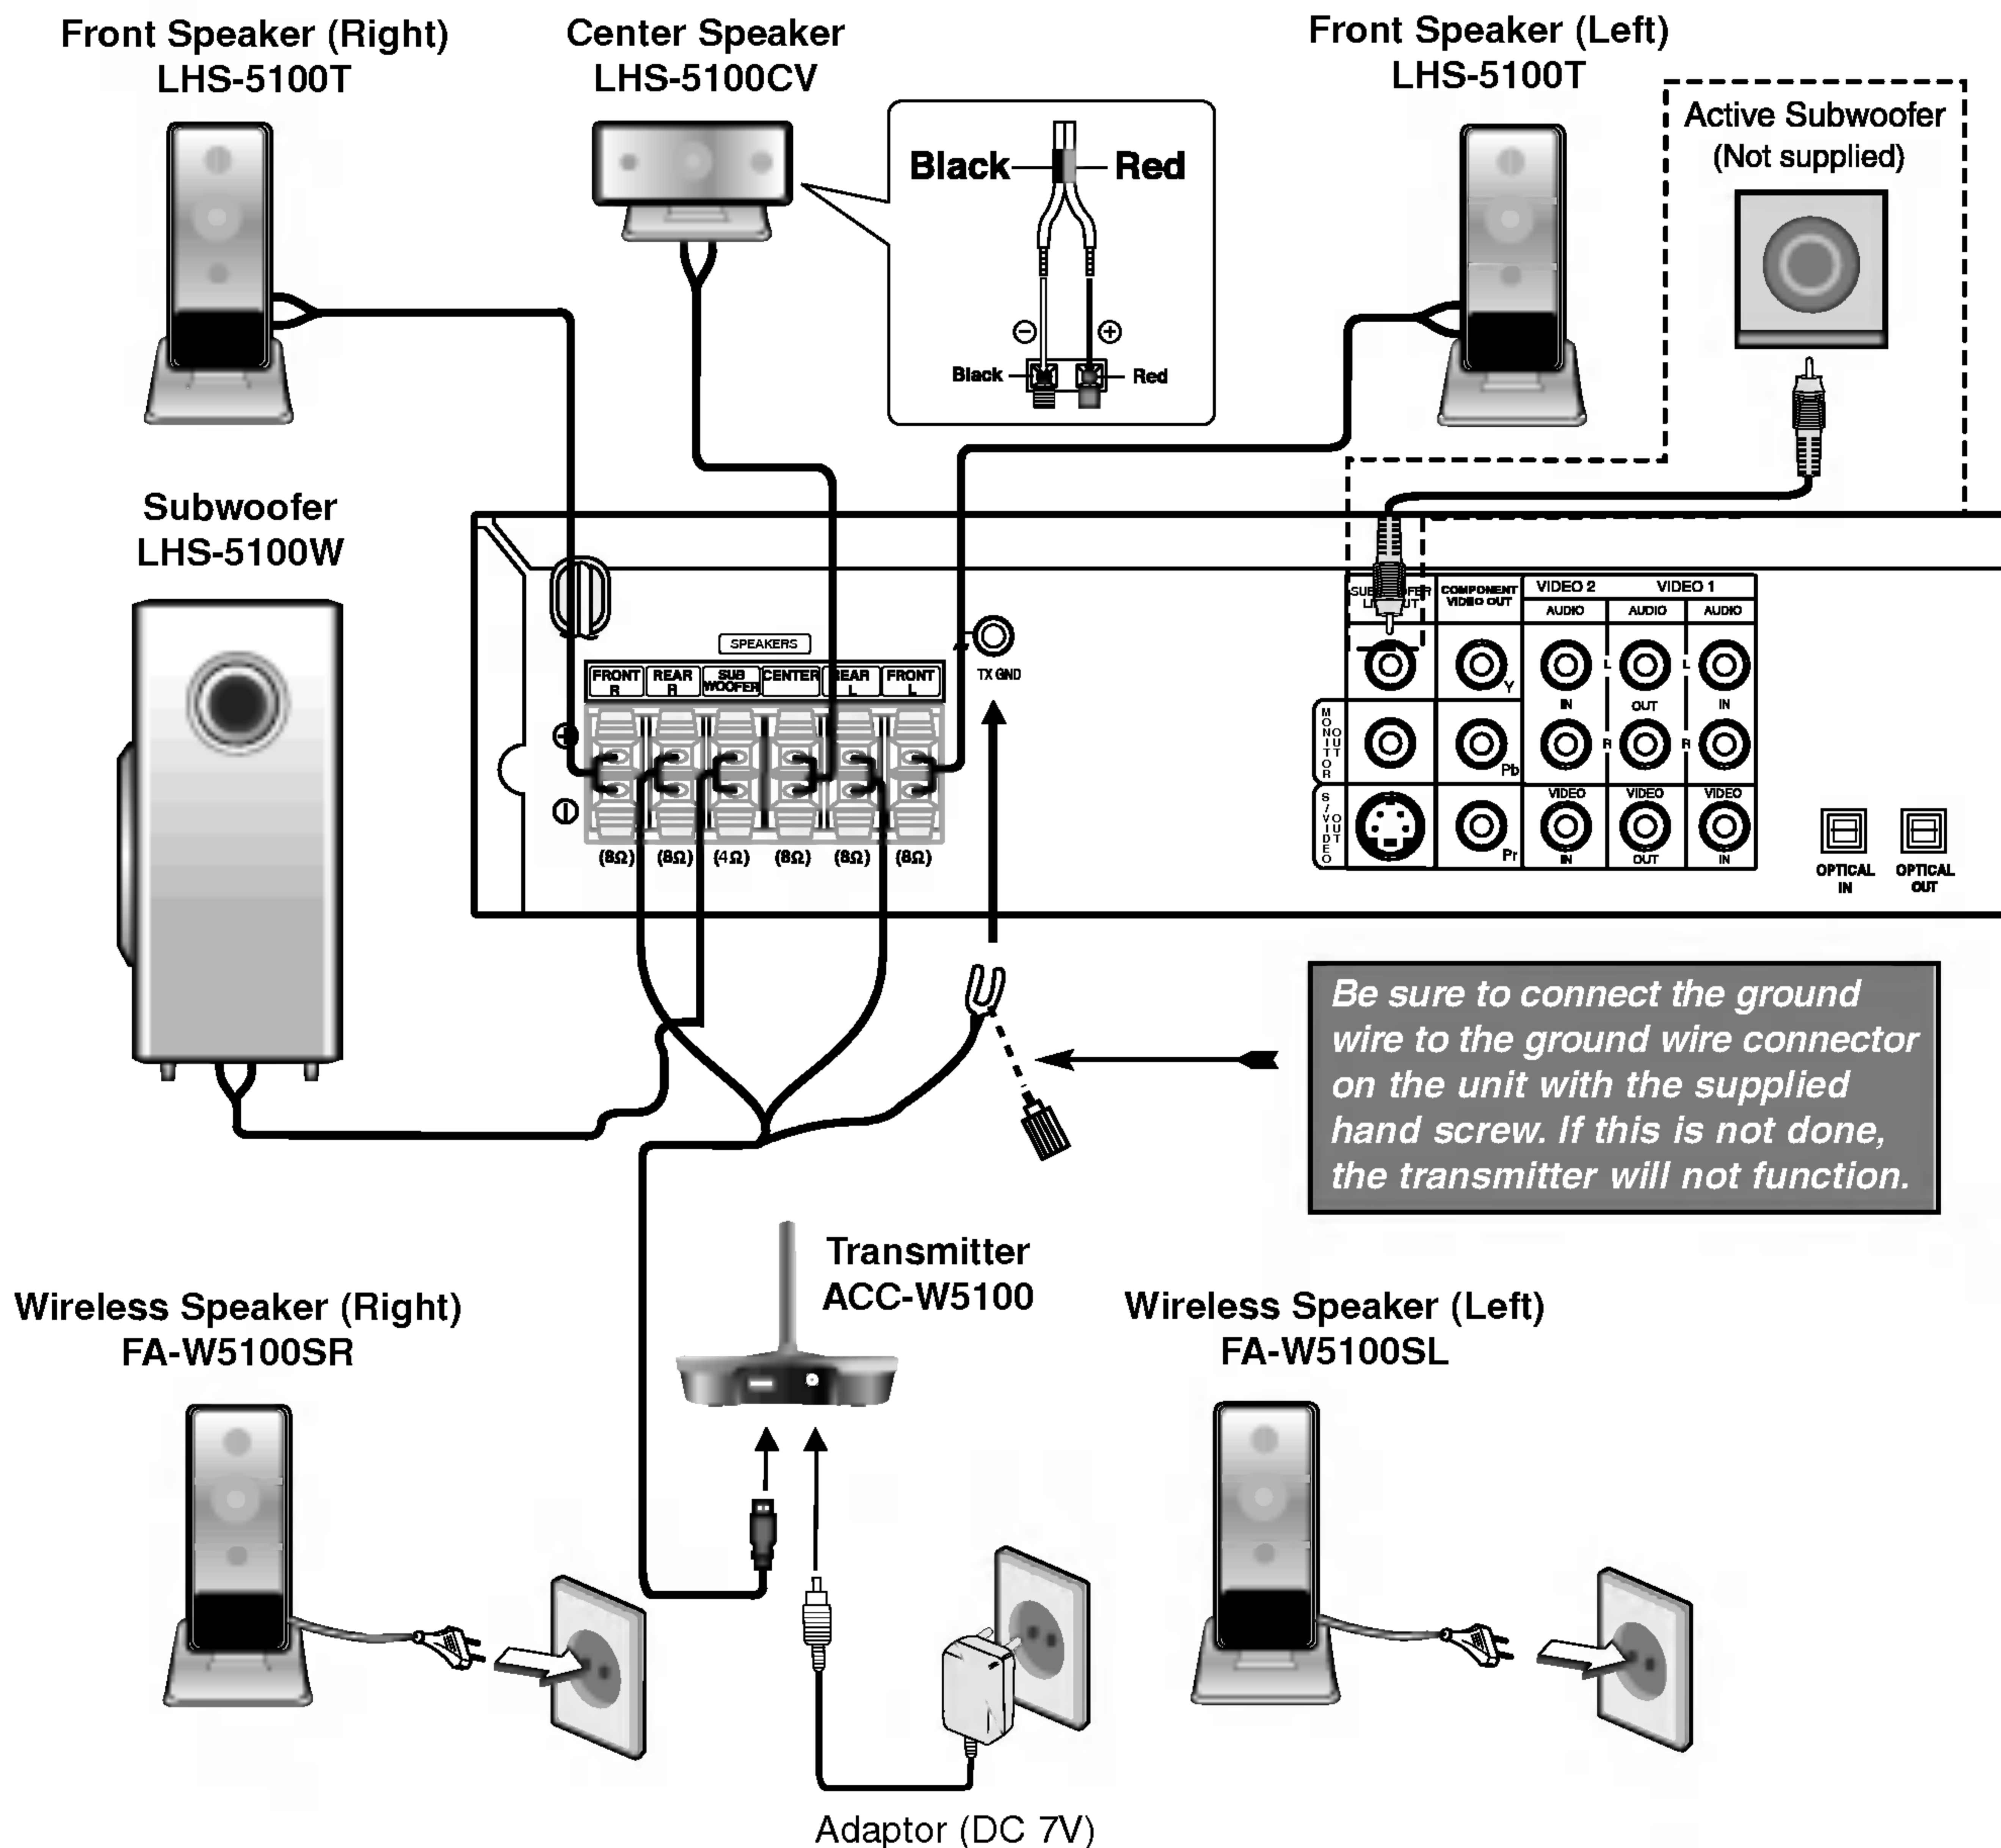 Front Speaker (Right)
LHS-5100T
Center Speaker
LHS-5100CV
Front Speaker (Left)
LHS-5100T
Active Subwoofer
(Not supplied)
Black
Red
Black
Red
Subwoofer
LHS-5100W
SPEAKERS
FRONT
R
REAR
R
SUB
WOOFER
CENTER
REAR
L
FRONT
L
TX GND
(8Ω)
(8Ω)
(4Ω)
(8Ω)
(8Ω)
(8Ω)
COMPONENT
VIDEO OUT
VIDEO 2
VIDEO 1
AUDIO
AUDIO
AUDIO
Y
L
L
IN
OUT
IN
MONITOR
OUT
Pb
R
R
S/VIDEO
OUT
Pr
VIDEO
VIDEO
VIDEO
IN
OUT
IN
OPTICAL
IN
OPTICAL
OUT
Be sure to connect the ground
wire to the ground wire connector
on the unit with the supplied
hand screw. If this is not done,
the transmitter will not function.
Transmitter
ACC-W5100
Wireless Speaker (Right)
FA-W5100SR
Wireless Speaker (Left)
FA-W5100SL
Adaptor (DC 7V)